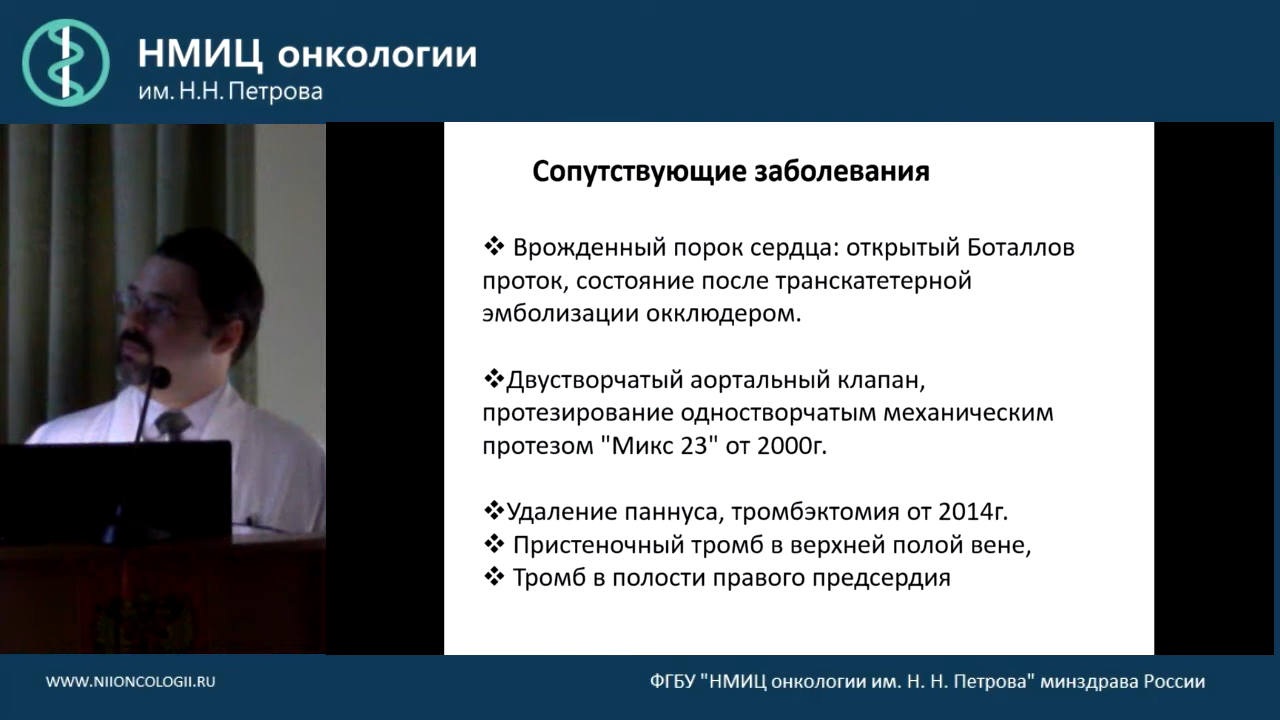 НМИЦ онкологии
им. Н.Н. Петрова
Сопутствующие заболевания
❖ Врожденный порок сердца: открытый Боталлов
проток, состояние после транскатетерной
эмболизации окклюдером.
❖Двустворчатый аортальный клапан,
протезирование одностворчатым механическим
протезом "Микс 23" от 2000г.
❖Удаление паннуса, тромбэктомия от 2014г.
❖ Пристеночный тромб в верхней полой вене,
❖ Тромб в полости правого предсердия
WWW.NIIONCOLOGII.RU
ФГБУ "НМИЦ онкологии им. Н. Н. Петрова" минздрава России